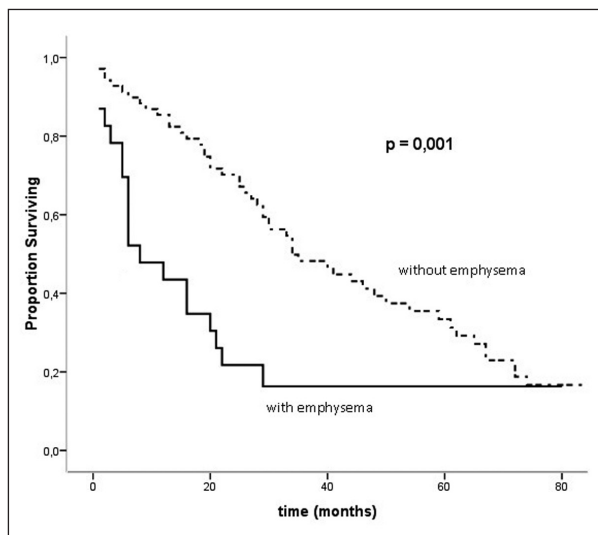 1,0
0,8
p = 0,001
0,6
Proportion Surviving
without emphysema
0,4
0,2
with emphysema
0,0
0 20 40 60 80
time (months)